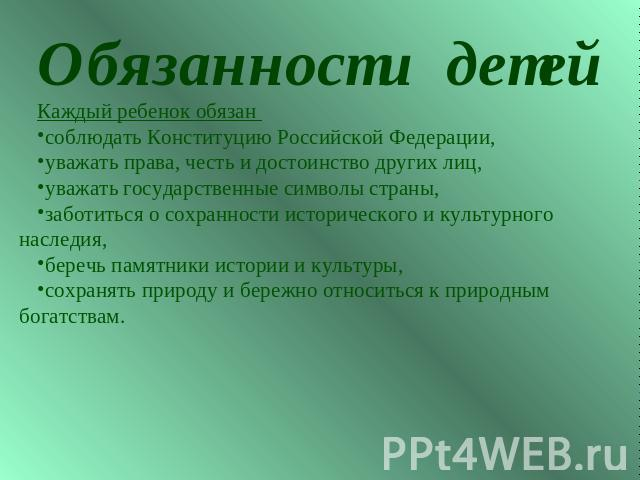 Обязанности детей
Каждый ребенок обязан
•соблюдать Конституцию Российской Федерации,
•уважать права, честь и достоинство других лиц,
•уважать государственные символы страны,
•заботиться о сохранности исторического и культурного
наследия,
•беречь памятники истории и культуры,
•сохранять природу и бережно относиться к природным
богатствам.
PPt4WEB.ru